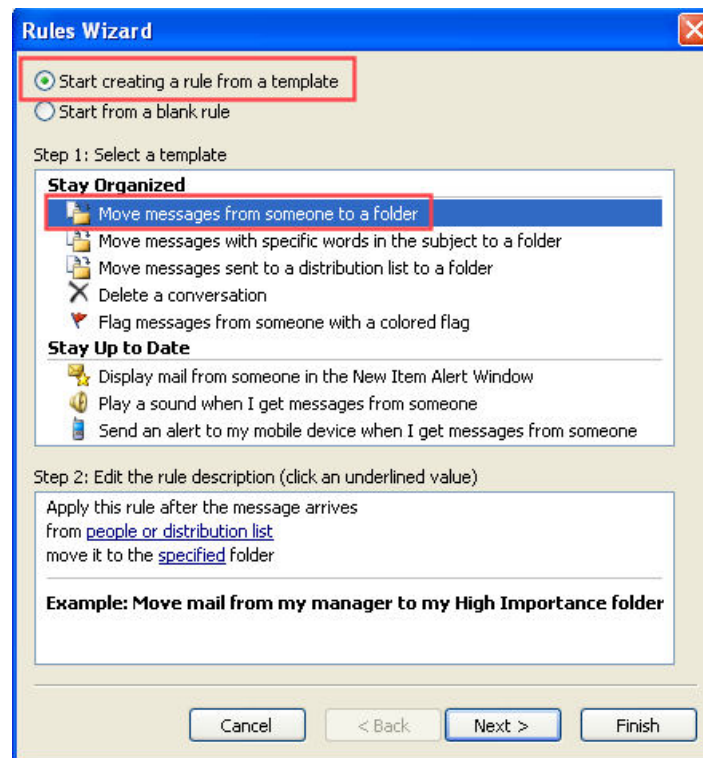 Rules Wizard
Start creating a rule from a template
Start from a blank rule
Step 1: Select a template
Stay Organized
Move messages from someone to a folder
Move messages with specific words in the subject to a folder
Move messages sent to a distribution list to a folder
Delete a conversation
Flag messages from someone with a colored flag
Stay Up to Date
Display mail from someone in the New Item Alert Window
Play a sound when I get messages from someone
Send an alert to my mobile device when I get messages from someone
Step 2: Edit the rule description (click an underlined value)
Apply this rule after the message arrives
from people or distribution list
move it to the specified folder
Example: Move mail from my manager to my High Importance folder
Cancel < Back Next > Finish